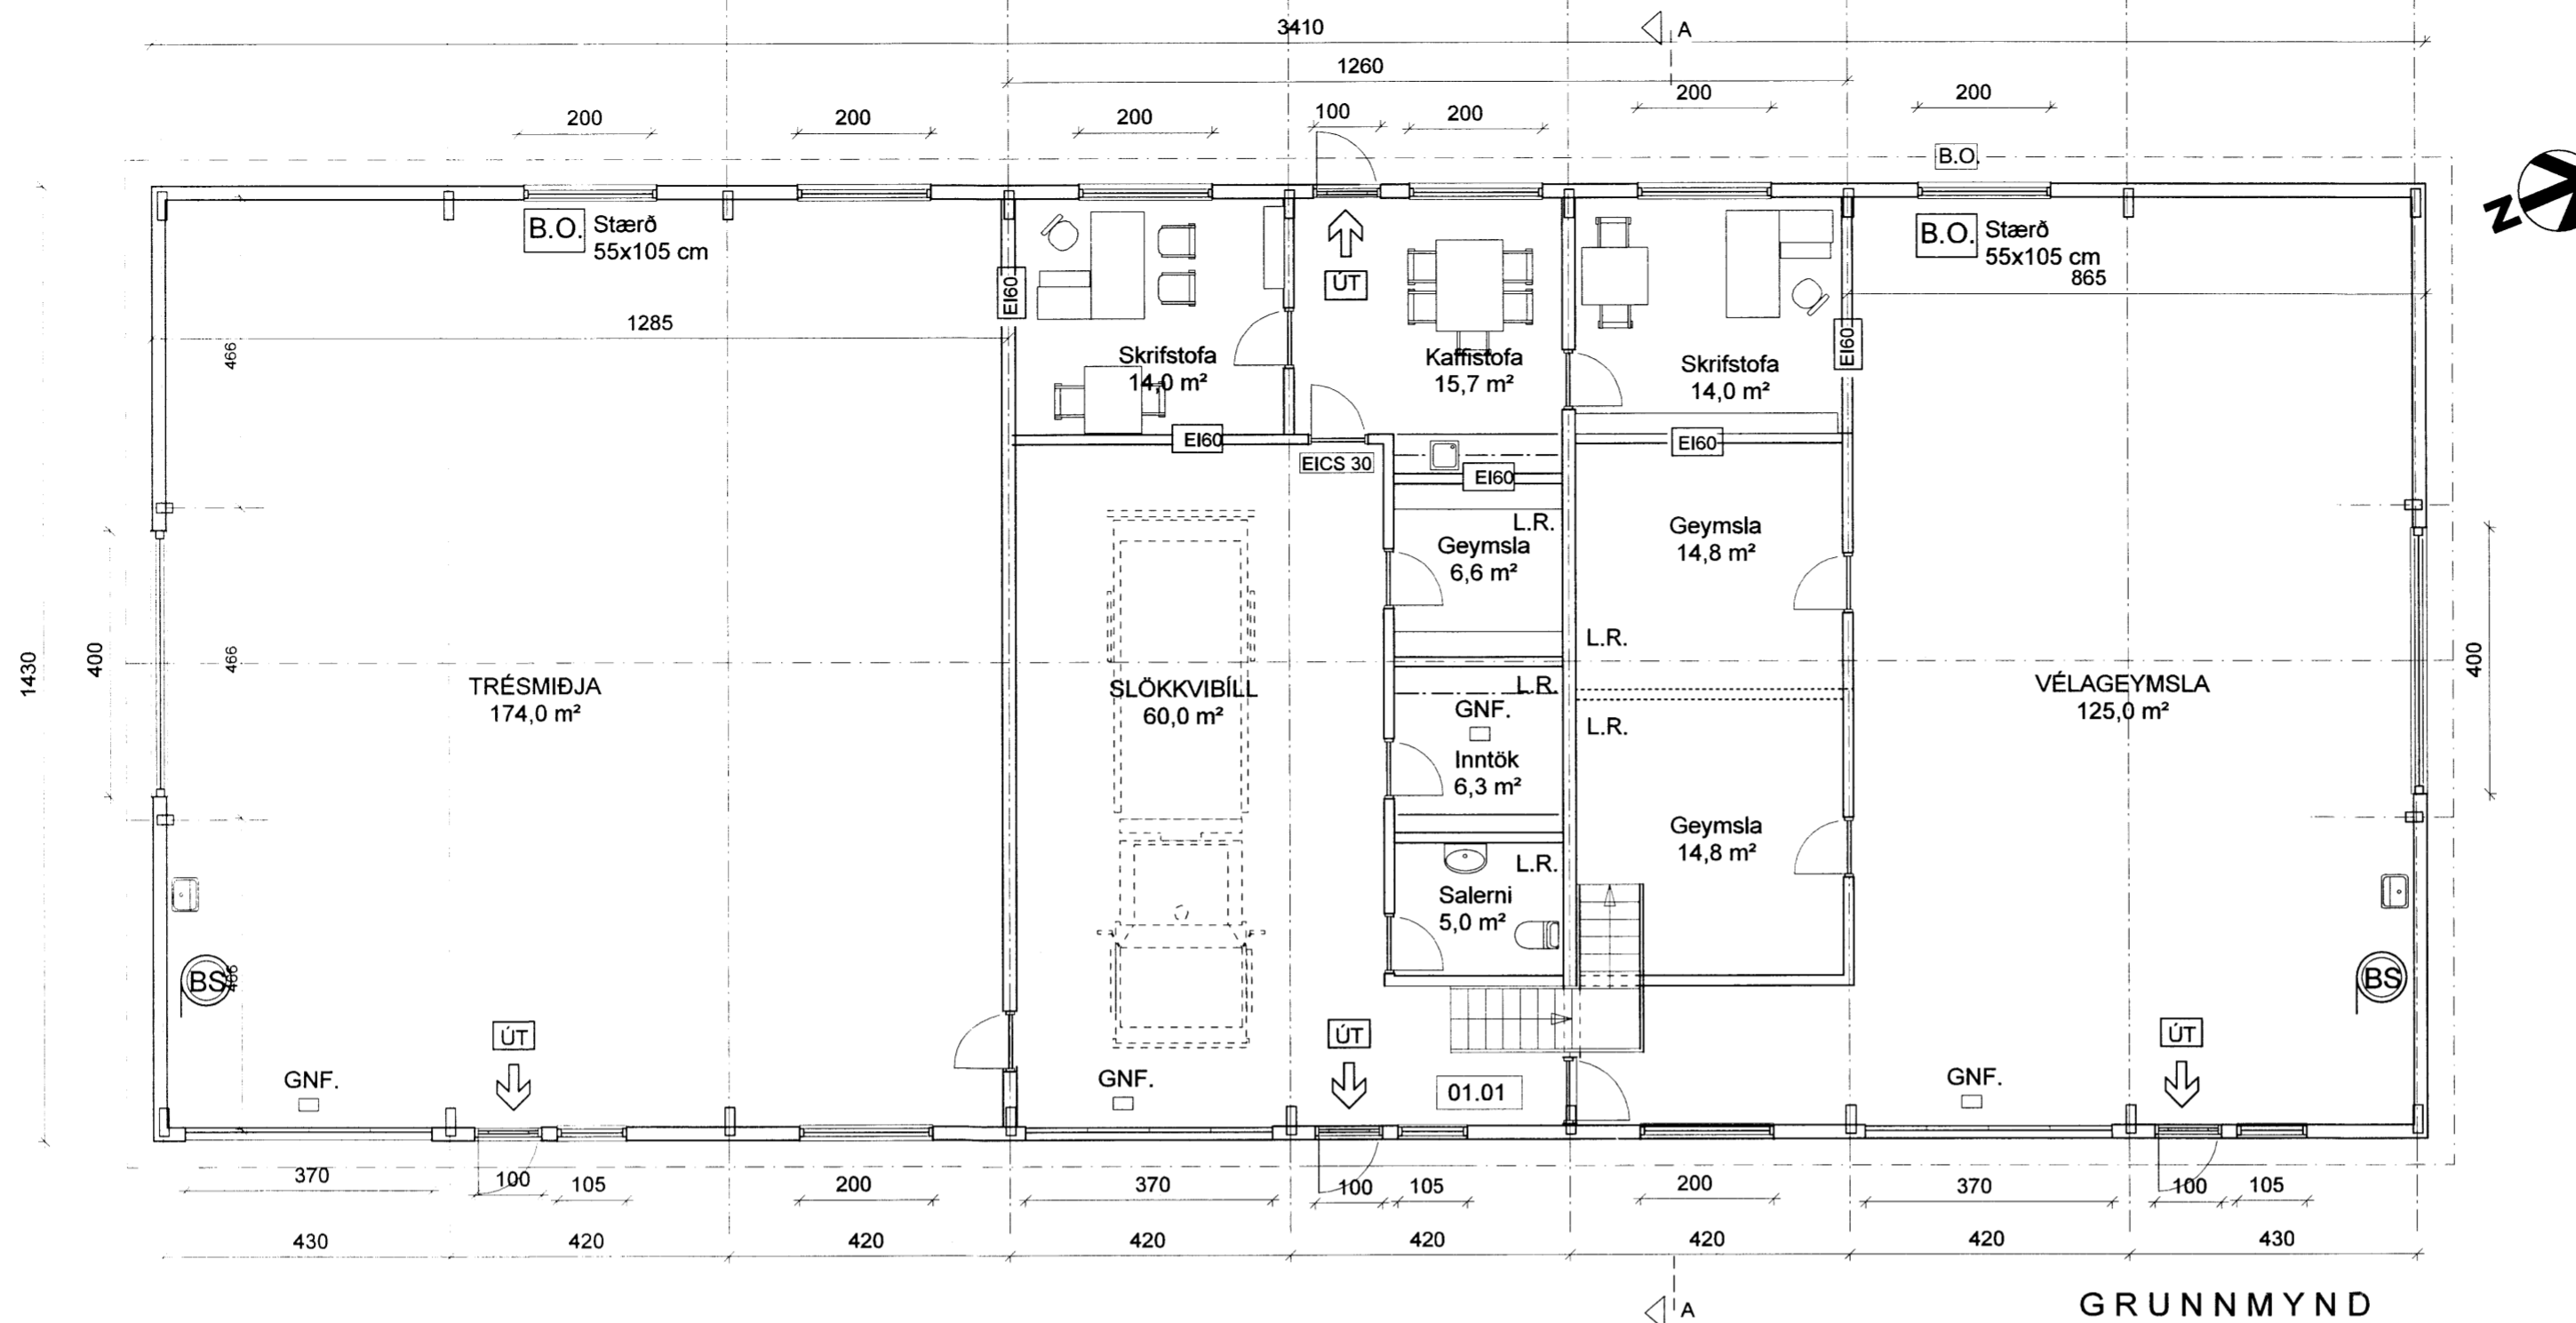 3410
A
1260
200
200
200
100
200
200
200
B.O.
B.O. Stærð
55x105 cm
B.O. Stærð
55x105 cm
865
N
ÚT
EI60
1285
466
EI60
Skrifstofa
14,0 m²
Kaffistofa
15,7 m²
Skrifstofa
14,0 m²
EI60
EICS 30
EI60
EI60
L.R.
Geymsla
6,6 m²
Geymsla
14,8 m²
L.R.
1430
400
466
400
TRÉSMIÐJA
174,0 m²
SLÖKKVIBÍLL
60,0 m²
L.R.
GNF.
Inntök
6,3 m²
L.R.
VÉLAGEYMSLA
125,0 m²
Geymsla
14,8 m²
L.R.
Salerni
5,0 m²
BS
466
BS
ÚT
ÚT
ÚT
GNF.
GNF.
01.01
GNF.
370
100
105
200
370
100
105
200
370
100
105
430
420
420
420
420
420
420
430
A
GRUNNMYND